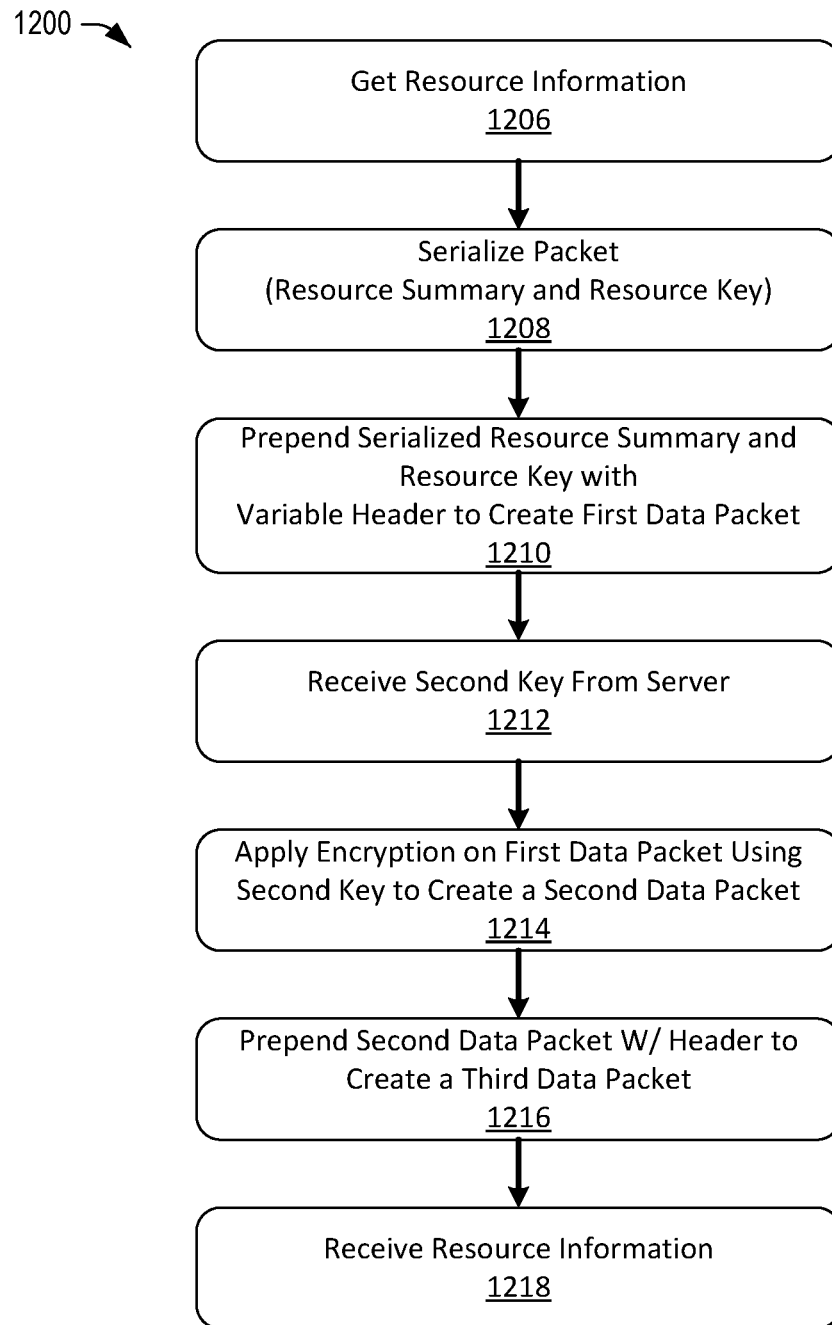 1200
Get Resource Information
1206
Serialize Packet
(Resource Summary and Resource Key)
1208
Prepend Serialized Resource Summary and
Resource Key with
Variable Header to Create First Data Packet
1210
Receive Second Key From Server
1212
Apply Encryption on First Data Packet Using
Second Key to Create a Second Data Packet
1214
Prepend Second Data Packet W/ Header to
Create a Third Data Packet
1216
Receive Resource Information
1218